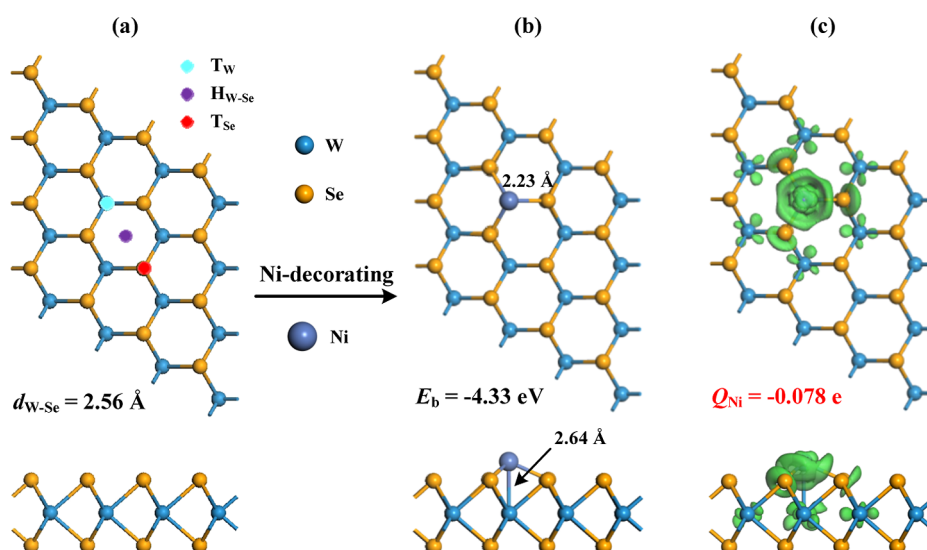 (a)
(b)
(c)
T_W
H_W-Se
T_Se
W
Se
2.23 Å
Ni-decorating
Ni
d_W-Se = 2.56 Å
E_b = -4.33 eV
Q_Ni = -0.078 e
2.64 Å